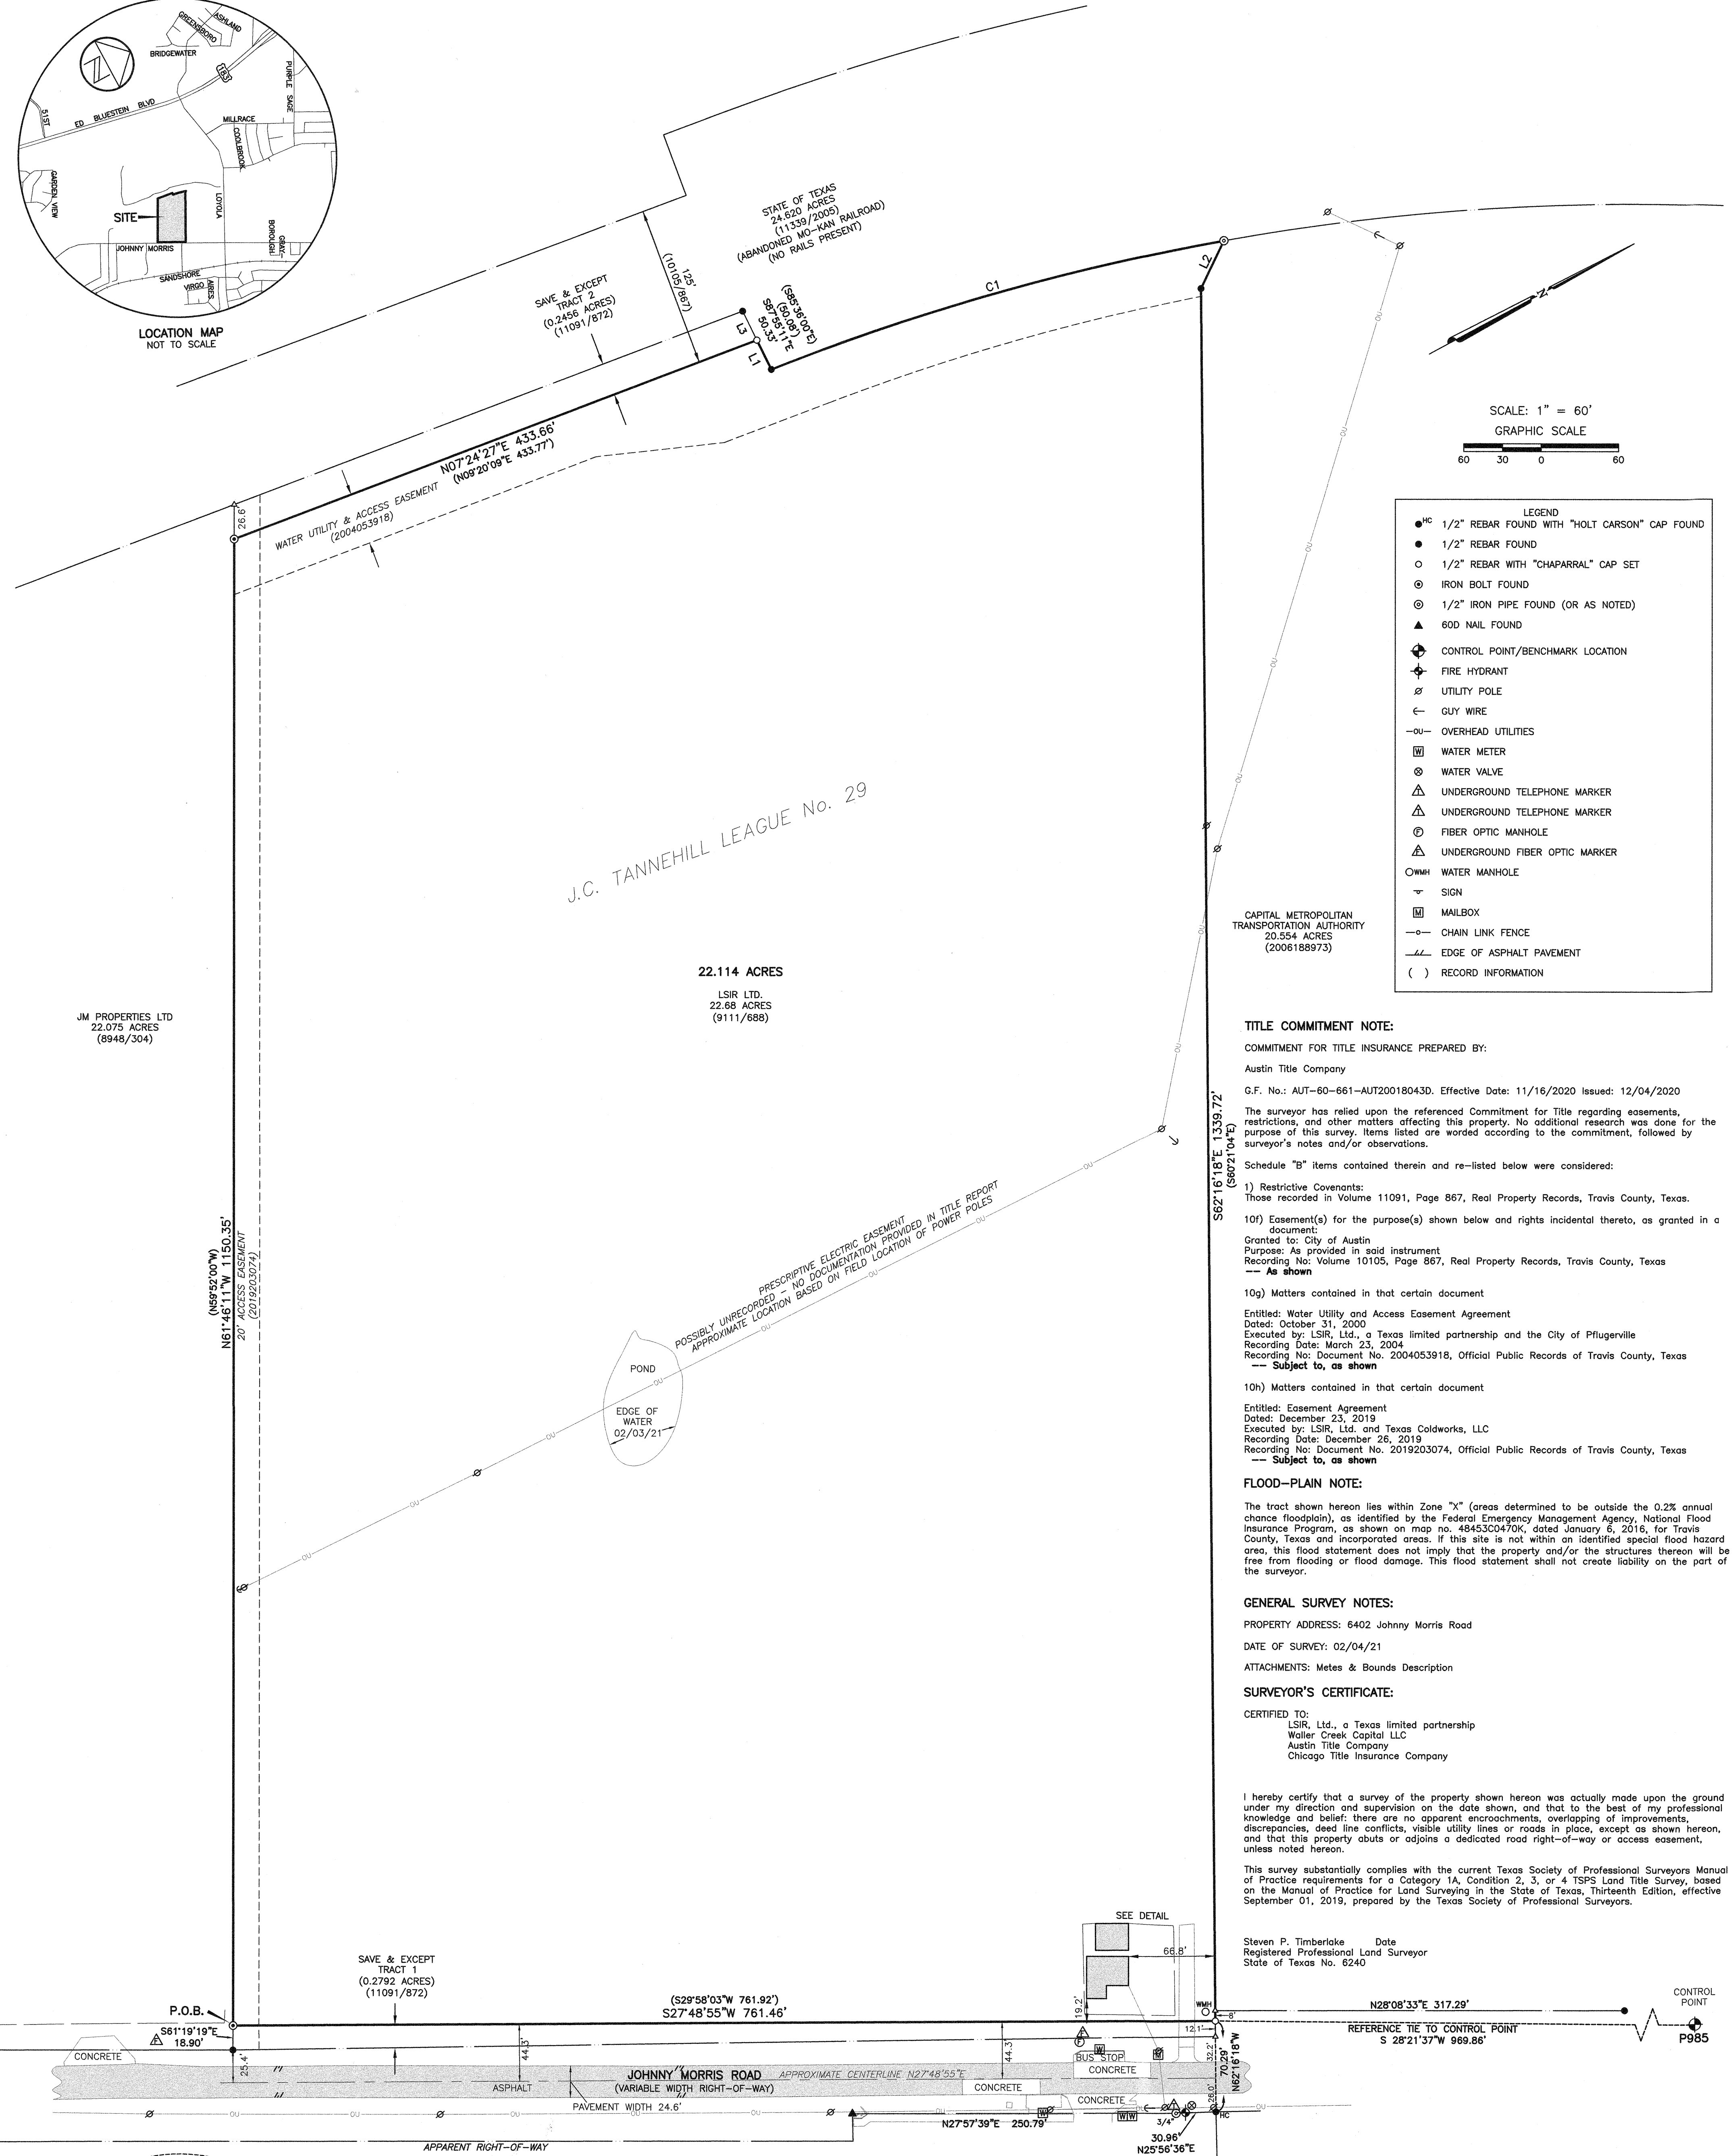 GREENSBORO
ASHLAND
BRIDGEWATER
183
PURPLE SAGE
51ST
ED BLUESTEIN BLVD
MILLRACE
COOLBROOK
GARDEN VIEW
LOYOLA
SITE
GRAY-
BOROUGH
JOHNNY MORRIS
SANDSHORE
VIRGO
AIRES
N
LOCATION MAP
NOT TO SCALE
STATE OF TEXAS
24.620 ACRES
(11339/2005)
(ABANDONED MO-KAN RAILROAD)
(NO RAILS PRESENT)
125'
(10105/867)
SAVE & EXCEPT
TRACT 2
(0.2456 ACRES)
(11091/872)
(S85°36'00"E)
(50.08')
S87°55'11"E
50.33'
L3
L1
C1
L2
N
SCALE: 1" = 60'
GRAPHIC SCALE
60 30 0 60
N07°24'27"E 433.66'
(N09°20'09"E 433.77')
WATER UTILITY & ACCESS EASEMENT
(2004053918)
26.6'
LEGEND
HC 1/2" REBAR FOUND WITH "HOLT CARSON" CAP FOUND
1/2" REBAR FOUND
1/2" REBAR WITH "CHAPARRAL" CAP SET
IRON BOLT FOUND
1/2" IRON PIPE FOUND (OR AS NOTED)
60D NAIL FOUND
CONTROL POINT/BENCHMARK LOCATION
FIRE HYDRANT
UTILITY POLE
GUY WIRE
OU OVERHEAD UTILITIES
W WATER METER
WATER VALVE
T UNDERGROUND TELEPHONE MARKER
T UNDERGROUND TELEPHONE MARKER
F FIBER OPTIC MANHOLE
F UNDERGROUND FIBER OPTIC MARKER
WMH WATER MANHOLE
SIGN
M MAILBOX
CHAIN LINK FENCE
EDGE OF ASPHALT PAVEMENT
( ) RECORD INFORMATION
J.C. TANNEHILL LEAGUE No. 29
CAPITAL METROPOLITAN
TRANSPORTATION AUTHORITY
20.554 ACRES
(2006188973)
22.114 ACRES
LSIR LTD.
22.68 ACRES
(9111/688)
JM PROPERTIES LTD
22.075 ACRES
(8948/304)
S62°16'18"E 1339.72'
(S60°21'04"E)
(N59°52'00"W)
N61°46'11"W 1150.35'
20' ACCESS EASEMENT
(2019203074)
PRESCRIPTIVE ELECTRIC EASEMENT
POSSIBLY UNRECORDED - NO DOCUMENTATION PROVIDED IN TITLE REPORT
APPROXIMATE LOCATION BASED ON FIELD LOCATION OF POWER POLES
POND
EDGE OF
WATER
02/03/21
TITLE COMMITMENT NOTE:
COMMITMENT FOR TITLE INSURANCE PREPARED BY:
Austin Title Company
G.F. No.: AUT-60-661-AUT20018043D. Effective Date: 11/16/2020 Issued: 12/04/2020
The surveyor has relied upon the referenced Commitment for Title regarding easements,
restrictions, and other matters affecting this property. No additional research was done for the
purpose of this survey. Items listed are worded according to the commitment, followed by
surveyor's notes and/or observations.
Schedule "B" items contained therein and re-listed below were considered:
1) Restrictive Covenants:
Those recorded in Volume 11091, Page 867, Real Property Records, Travis County, Texas.
10f) Easement(s) for the purpose(s) shown below and rights incidental thereto, as granted in a
document:
Granted to: City of Austin
Purpose: As provided in said instrument
Recording No: Volume 10105, Page 867, Real Property Records, Travis County, Texas
-- As shown
10g) Matters contained in that certain document
Entitled: Water Utility and Access Easement Agreement
Dated: October 31, 2000
Executed by: LSIR, Ltd., a Texas limited partnership and the City of Pflugerville
Recording Date: March 23, 2004
Recording No: Document No. 2004053918, Official Public Records of Travis County, Texas
-- Subject to, as shown
10h) Matters contained in that certain document
Entitled: Easement Agreement
Dated: December 23, 2019
Executed by: LSIR, Ltd. and Texas Coldworks, LLC
Recording Date: December 26, 2019
Recording No: Document No. 2019203074, Official Public Records of Travis County, Texas
-- Subject to, as shown
FLOOD-PLAIN NOTE:
The tract shown hereon lies within Zone "X" (areas determined to be outside the 0.2% annual
chance floodplain), as identified by the Federal Emergency Management Agency, National Flood
Insurance Program, as shown on map no. 48453C0470K, dated January 6, 2016, for Travis
County, Texas and incorporated areas. If this site is not within an identified special flood hazard
area, this flood statement does not imply that the property and/or the structures thereon will be
free from flooding or flood damage. This flood statement shall not create liability on the part of
the surveyor.
GENERAL SURVEY NOTES:
PROPERTY ADDRESS: 6402 Johnny Morris Road
DATE OF SURVEY: 02/04/21
ATTACHMENTS: Metes & Bounds Description
SURVEYOR'S CERTIFICATE:
CERTIFIED TO:
LSIR, Ltd., a Texas limited partnership
Waller Creek Capital LLC
Austin Title Company
Chicago Title Insurance Company
I hereby certify that a survey of the property shown hereon was actually made upon the ground
under my direction and supervision on the date shown, and that to the best of my professional
knowledge and belief: there are no apparent encroachments, overlapping of improvements,
discrepancies, deed line conflicts, visible utility lines or roads in place, except as shown hereon,
and that this property abuts or adjoins a dedicated road right-of-way or access easement,
unless noted hereon.
This survey substantially complies with the current Texas Society of Professional Surveyors Manual
of Practice requirements for a Category 1A, Condition 2, 3, or 4 TSPS Land Title Survey, based
on the Manual of Practice for Land Surveying in the State of Texas, Thirteenth Edition, effective
September 01, 2019, prepared by the Texas Society of Professional Surveyors.
Steven P. Timberlake Date
Registered Professional Land Surveyor
State of Texas No. 6240
SEE DETAIL
66.8'
19.2'
WMH
.8'
12.1'
SAVE & EXCEPT
TRACT 1
(0.2792 ACRES)
(11091/872)
(S29°58'03"W 761.92')
S27°48'55"W 761.46'
P.O.B.
S61°19'19"E
18.90'
CONCRETE
25.4'
44.3'
44.3'
32.2'
26.0'
70.29'
N62°16'18"W
N28°08'33"E 317.29'
REFERENCE TIE TO CONTROL POINT
S 28°21'37"W 969.86'
CONTROL
POINT
P985
BUS STOP
CONCRETE
JOHNNY MORRIS ROAD
APPROXIMATE CENTERLINE N27°48'55"E
(VARIABLE WIDTH RIGHT-OF-WAY)
ASPHALT
CONCRETE
CONCRETE
PAVEMENT WIDTH 24.6'
N27°57'39"E 250.79'
3/4"
HC
30.96'
N25°56'36"E
APPARENT RIGHT-OF-WAY